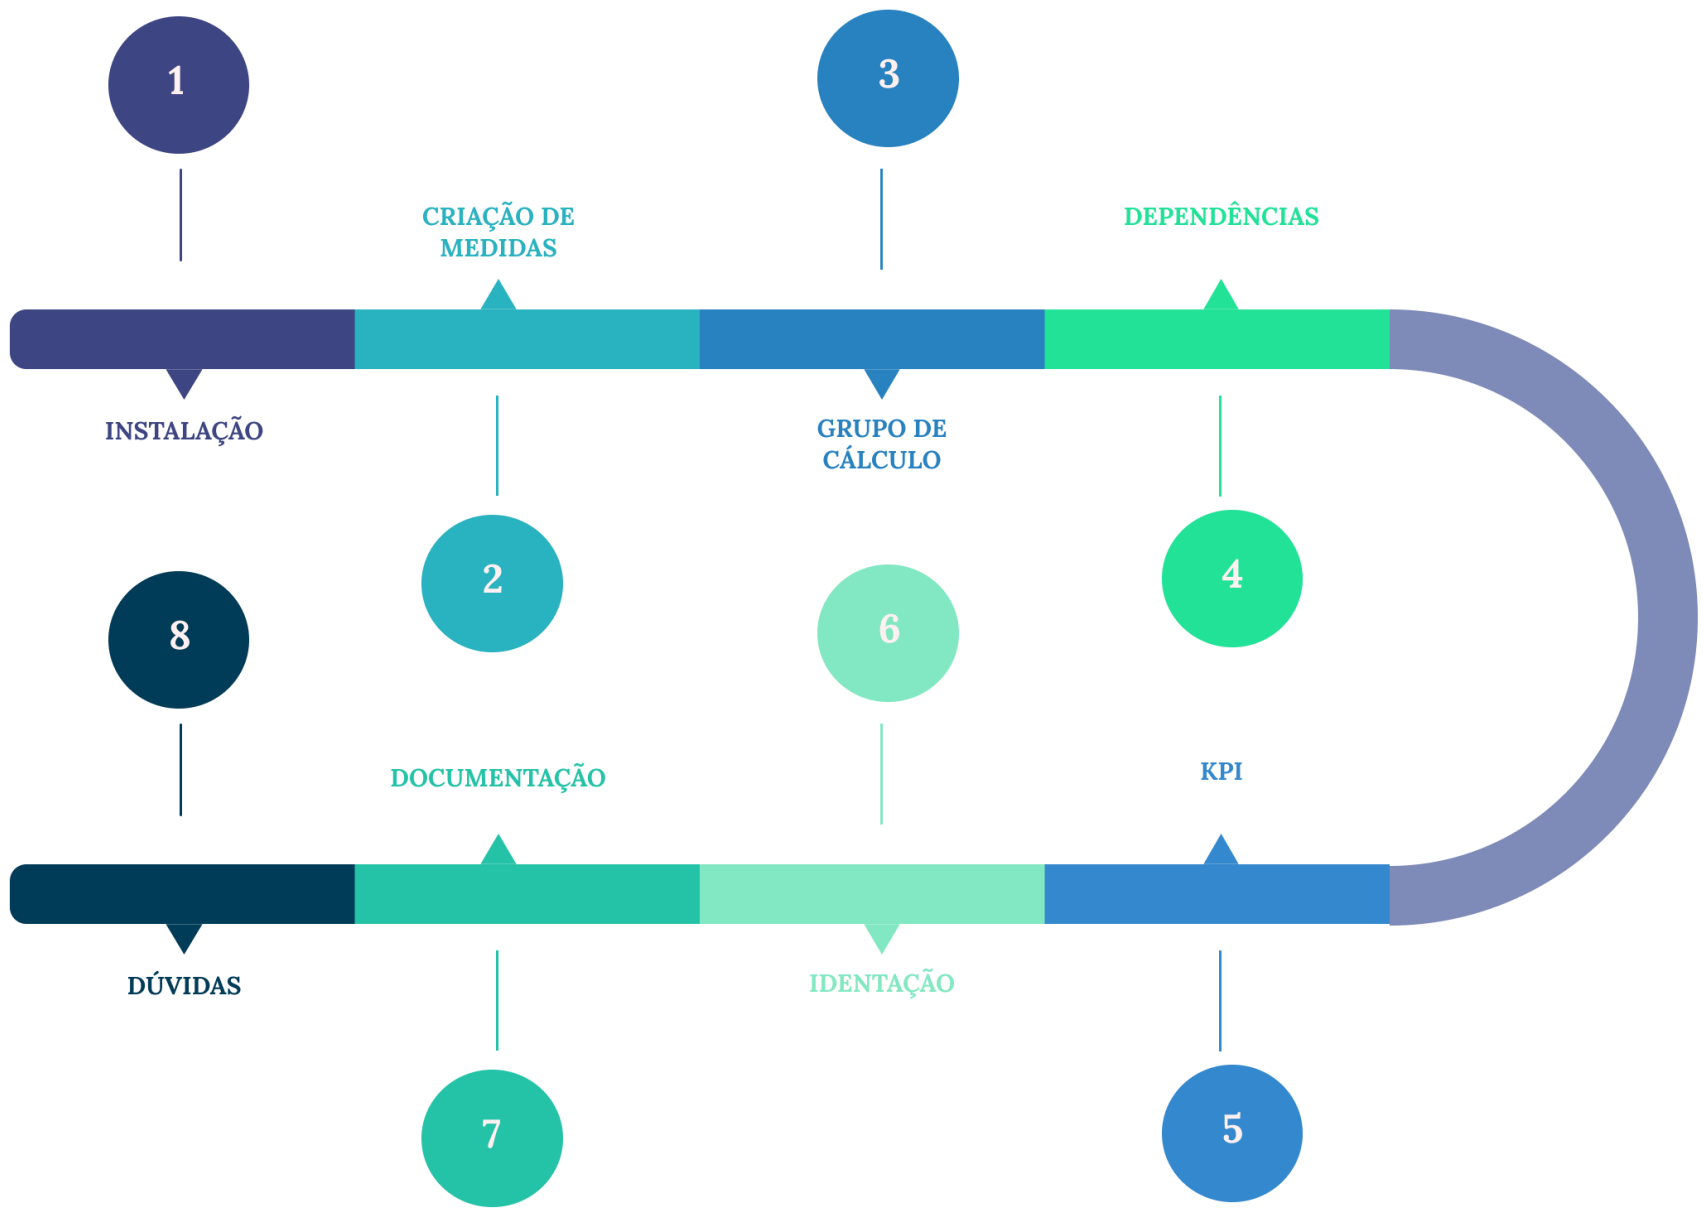 1
3
CRIAÇÃO DE
MEDIDAS
DEPENDÊNCIAS
INSTALAÇÃO
GRUPO DE
CÁLCULO
2
4
8
6
DOCUMENTAÇÃO
KPI
DÚVIDAS
IDENTAÇÃO
7
5